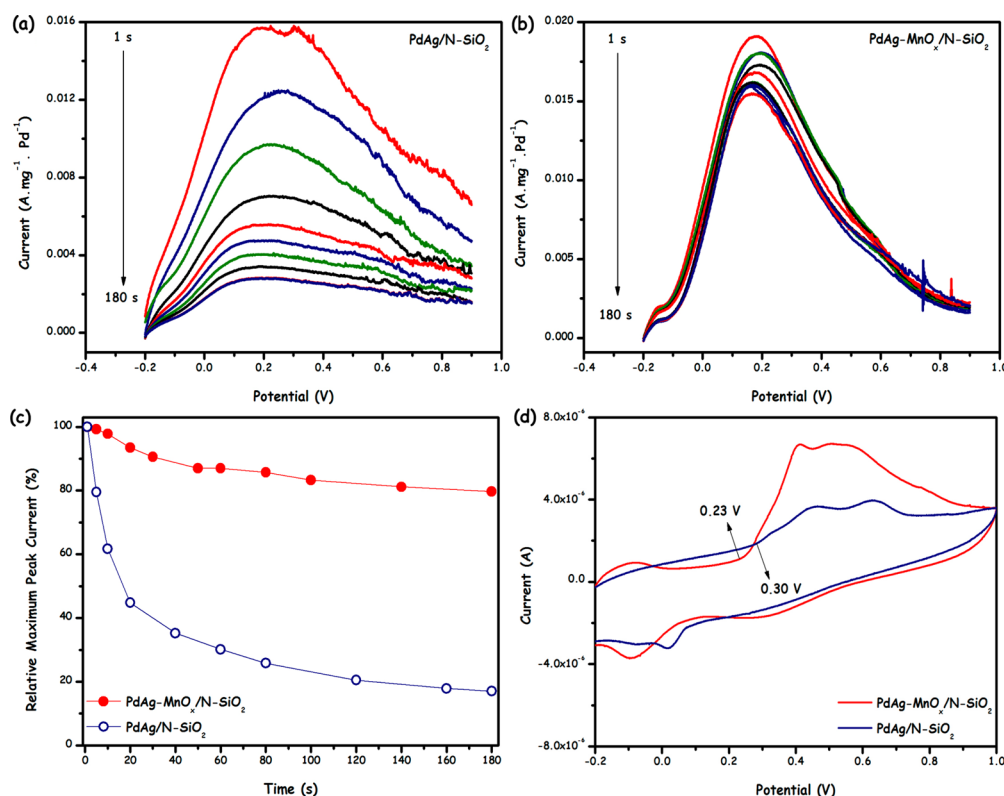 (a)
1 s
PdAg/N-SiO₂
180 s
0.016
0.012
0.008
0.004
0.000
Current (A.mg⁻¹. Pd⁻¹)
-0.4 -0.2 0.0 0.2 0.4 0.6 0.8 1.0
Potential (V)
(b)
1 s
PdAg-MnOₓ/N-SiO₂
180 s
0.020
0.015
0.010
0.005
0.000
Current (A.mg⁻¹. Pd⁻¹)
-0.4 -0.2 0.0 0.2 0.4 0.6 0.8 1.0
Potential (V)
(c)
100
80
60
40
20
0
Relative Maximum Peak Current (%)
PdAg-MnOₓ/N-SiO₂
PdAg/N-SiO₂
0 20 40 60 80 100 120 140 160 180
Time (s)
(d)
8.0x10⁻⁶
4.0x10⁻⁶
0.0
-4.0x10⁻⁶
-8.0x10⁻⁶
Current (A)
0.23 V
0.30 V
PdAg-MnOₓ/N-SiO₂
PdAg/N-SiO₂
-0.2 0.0 0.2 0.4 0.6 0.8 1.0
Potential (V)